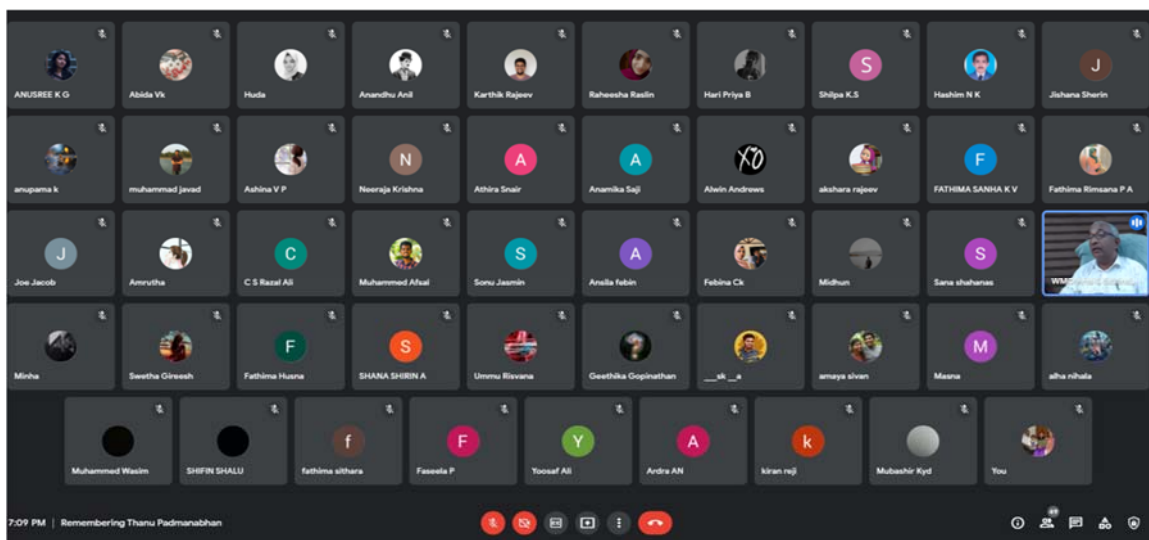 ANUSREE K G
Abida Vk
Huda
Anandhu Anil
Karthik Rajeev
Raheesha Raslin
Hari Priya B
S
Shilpa K.S
Hashim N K
J
Jishana Sherin
anupama k
muhammad javad
Ashina V P
N
Neeraja Krishna
A
Athira Snair
A
Anamika Saji
XO
Alwin Andrews
akshara rajeev
F
FATHIMA SANHA K V
Fathima Rimsana P A
J
Joe Jacob
Amrutha
C
C S Razal Ali
Muhammed Afsal
S
Sonu Jasmin
A
Ansila febin
Febina Ck
Midhun
S
Sana shahanas
Minha
Swetha Gireesh
F
Fathima Husna
S
SHANA SHIRIN A
Ummu Risvana
Geethika Gopinathan
__sk __a
amaya sivan
M
Masna
alha nihala
Muhammed Wasim
SHIFIN SHALU
f
fathima sithara
F
Faseela P
Y
Yoosaf Ali
A
Ardra AN
k
kiran reji
Mubashir Kyd
You
7:09 PM | Remembering Thanu Padmanabhan
49